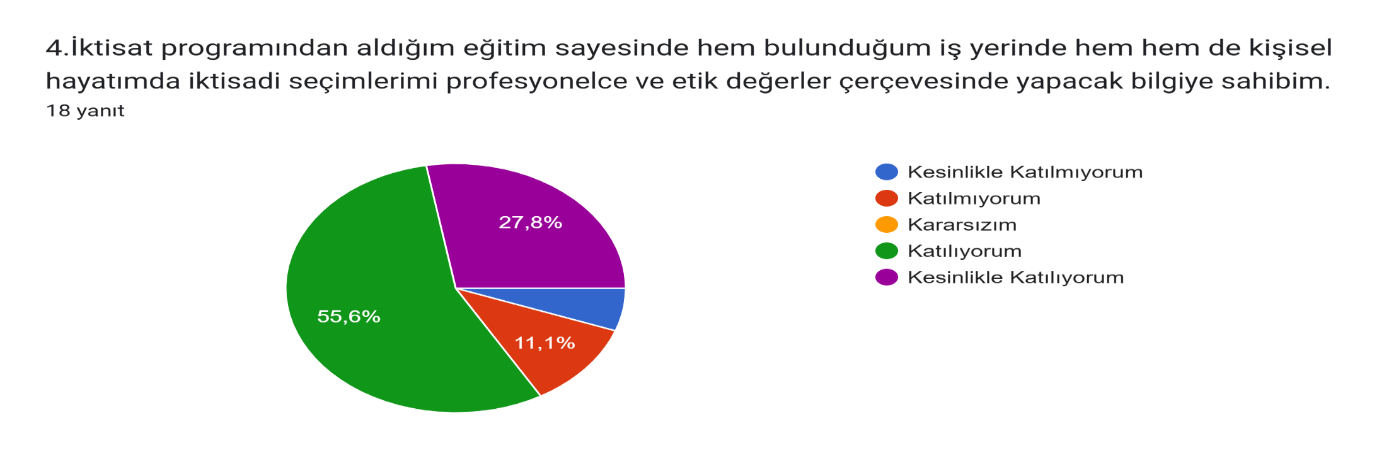 4.İktisat programından aldığım eğitim sayesinde hem bulunduğum iş yerinde hem hem de kişisel
hayatımda iktisadi seçimlerimi profesyonelce ve etik değerler çerçevesinde yapacak bilgiye sahibim.
18 yanıt
Kesinlikle Katılmıyorum
Katılmıyorum
Kararsızım
Katılıyorum
Kesinlikle Katılıyorum
27,8%
55,6%
11,1%